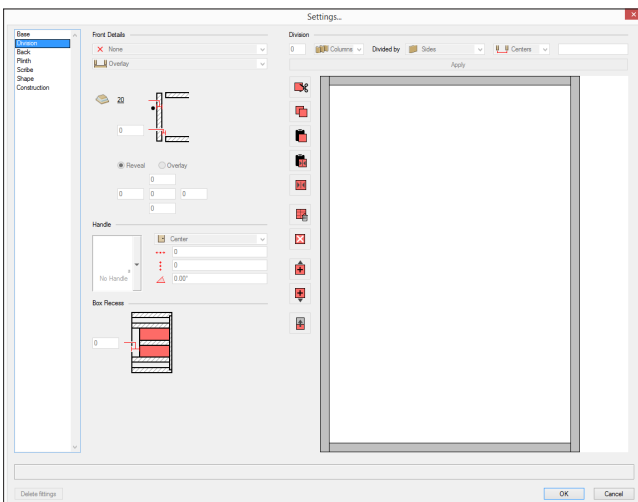 Settings...
Base
Division
Back
Plinth
Scribe
Shape
Construction
Front Details
None
Overlay
20
0
Reveal Overlay
0
0 0 0
0
Handle
No Handle
Center
0
0
0.00°
Box Recess
0
Division
0 Columns Divided by Sides Centers
Apply
Delete fittings
OK Cancel